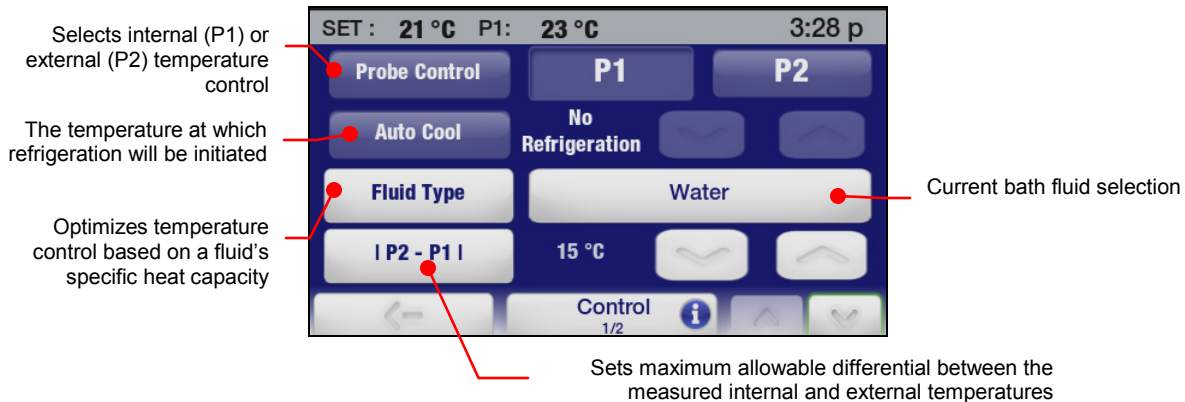 Selects internal (P1) or
external (P2) temperature
control
The temperature at which
refrigeration will be initiated
Optimizes temperature
control based on a fluid's
specific heat capacity
SET : 21 °C P1: 23 °C 3:28 p
Probe Control P1 P2
Auto Cool No
Refrigeration
Fluid Type Water
| P2 - P1 | 15 °C
Control
1/2
i
Current bath fluid selection
Sets maximum allowable differential between the
measured internal and external temperatures